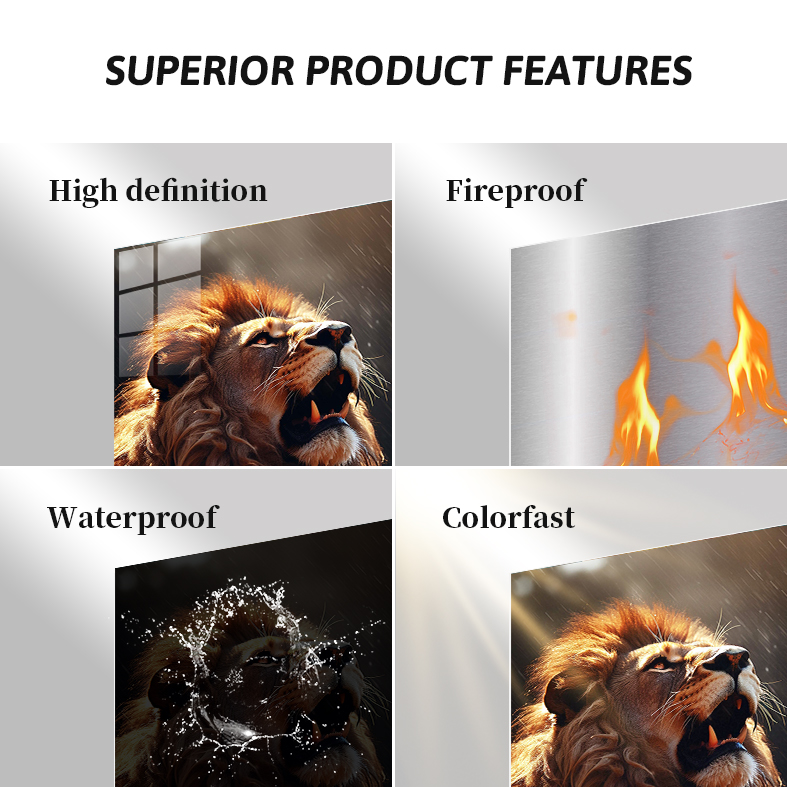 SUPERIOR PRODUCT FEATURES
High definition
Fireproof
Waterproof
Colorfast